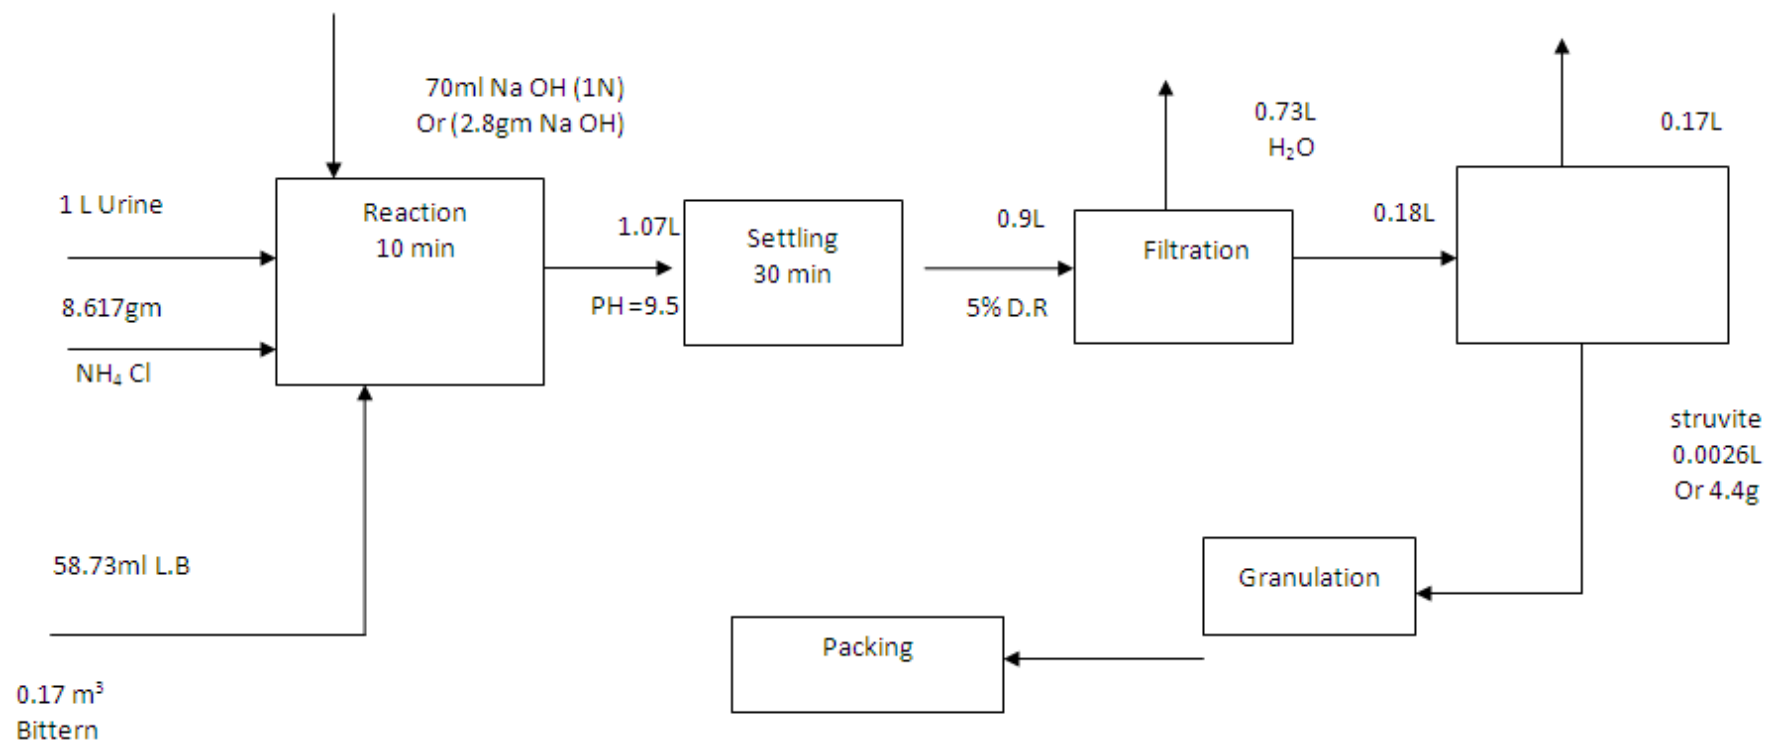 70ml Na OH (1N)
Or (2.8gm Na OH)
1 L Urine
8.617gm
NH₄ Cl
Reaction
10 min
58.73ml L.B
0.17 m³
Bittern
1.07L
PH =9.5
Settling
30 min
0.9L
5% D.R
Filtration
0.73L
H₂O
0.18L
0.17L
struvite
0.0026L
Or 4.4g
Granulation
Packing